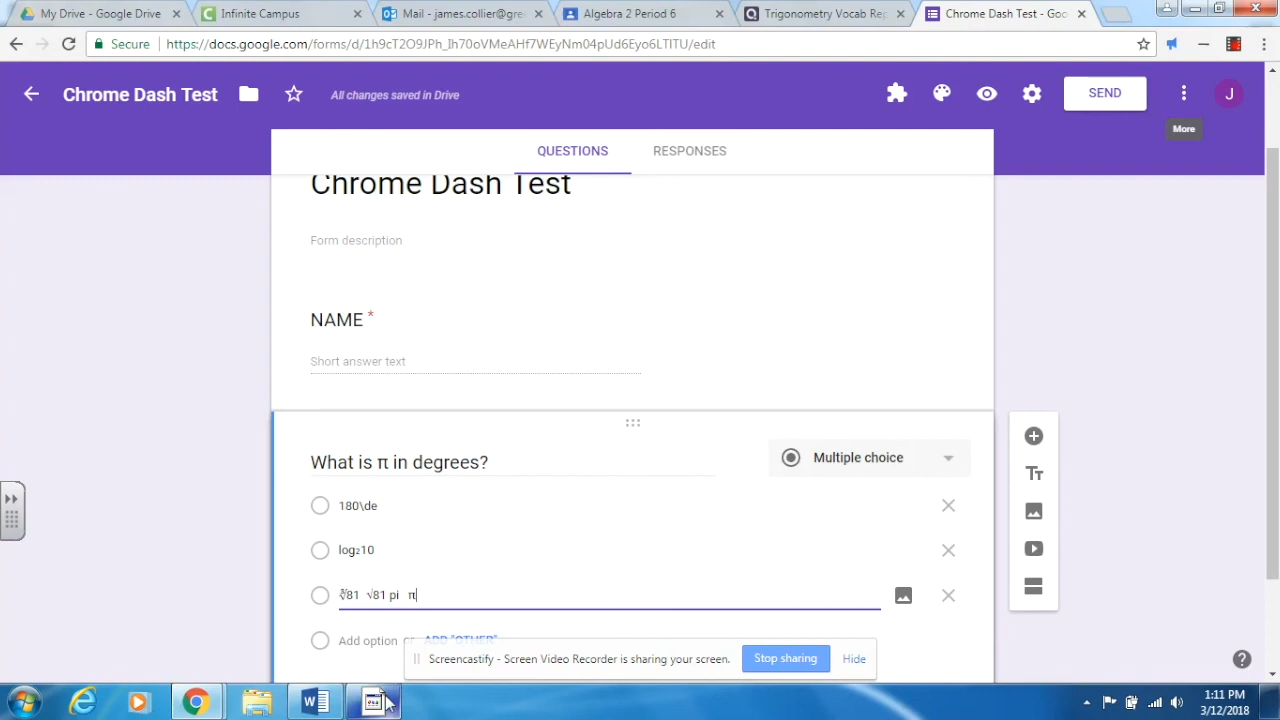 My Drive - Google Drive
Infinite Campus
Mail - james.collier@gre
Algebra 2 Period 6
Trigonometry Vocab Rep
Chrome Dash Test - Goo
Secure
https://docs.google.com/forms/d/1h9cT2O9JPh_Ih70oVMeAHf7WEyNm04pUd6Eyo6LTITU/edit
Chrome Dash Test
All changes saved in Drive
SEND
J
More
QUESTIONS
RESPONSES
Chrome Dash Test
Form description
NAME *
Short answer text
What is π in degrees?
Multiple choice
180\de
log₂10
∛81 √81 pi π
Add option or ADD "OTHER"
Screencastify - Screen Video Recorder is sharing your screen.
Stop sharing
Hide
1:11 PM
3/12/2018